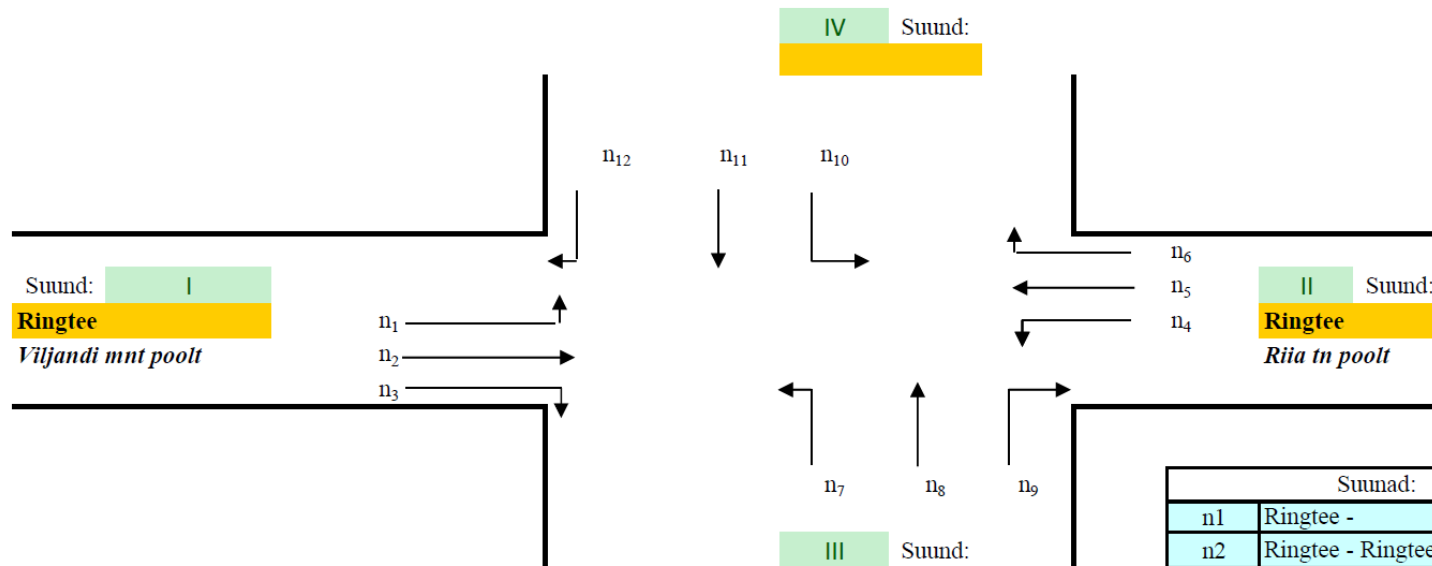 IV Suund:
n12 n11 n10
n6
Suund: I
n5
II Suund:
Ringtee
n1
n4
Ringtee
Viljandi mnt poolt
n2
Riia tn poolt
n3
n7 n8 n9
Suunad:
n1 Ringtee -
n2 Ringtee - Ringtee
III Suund: